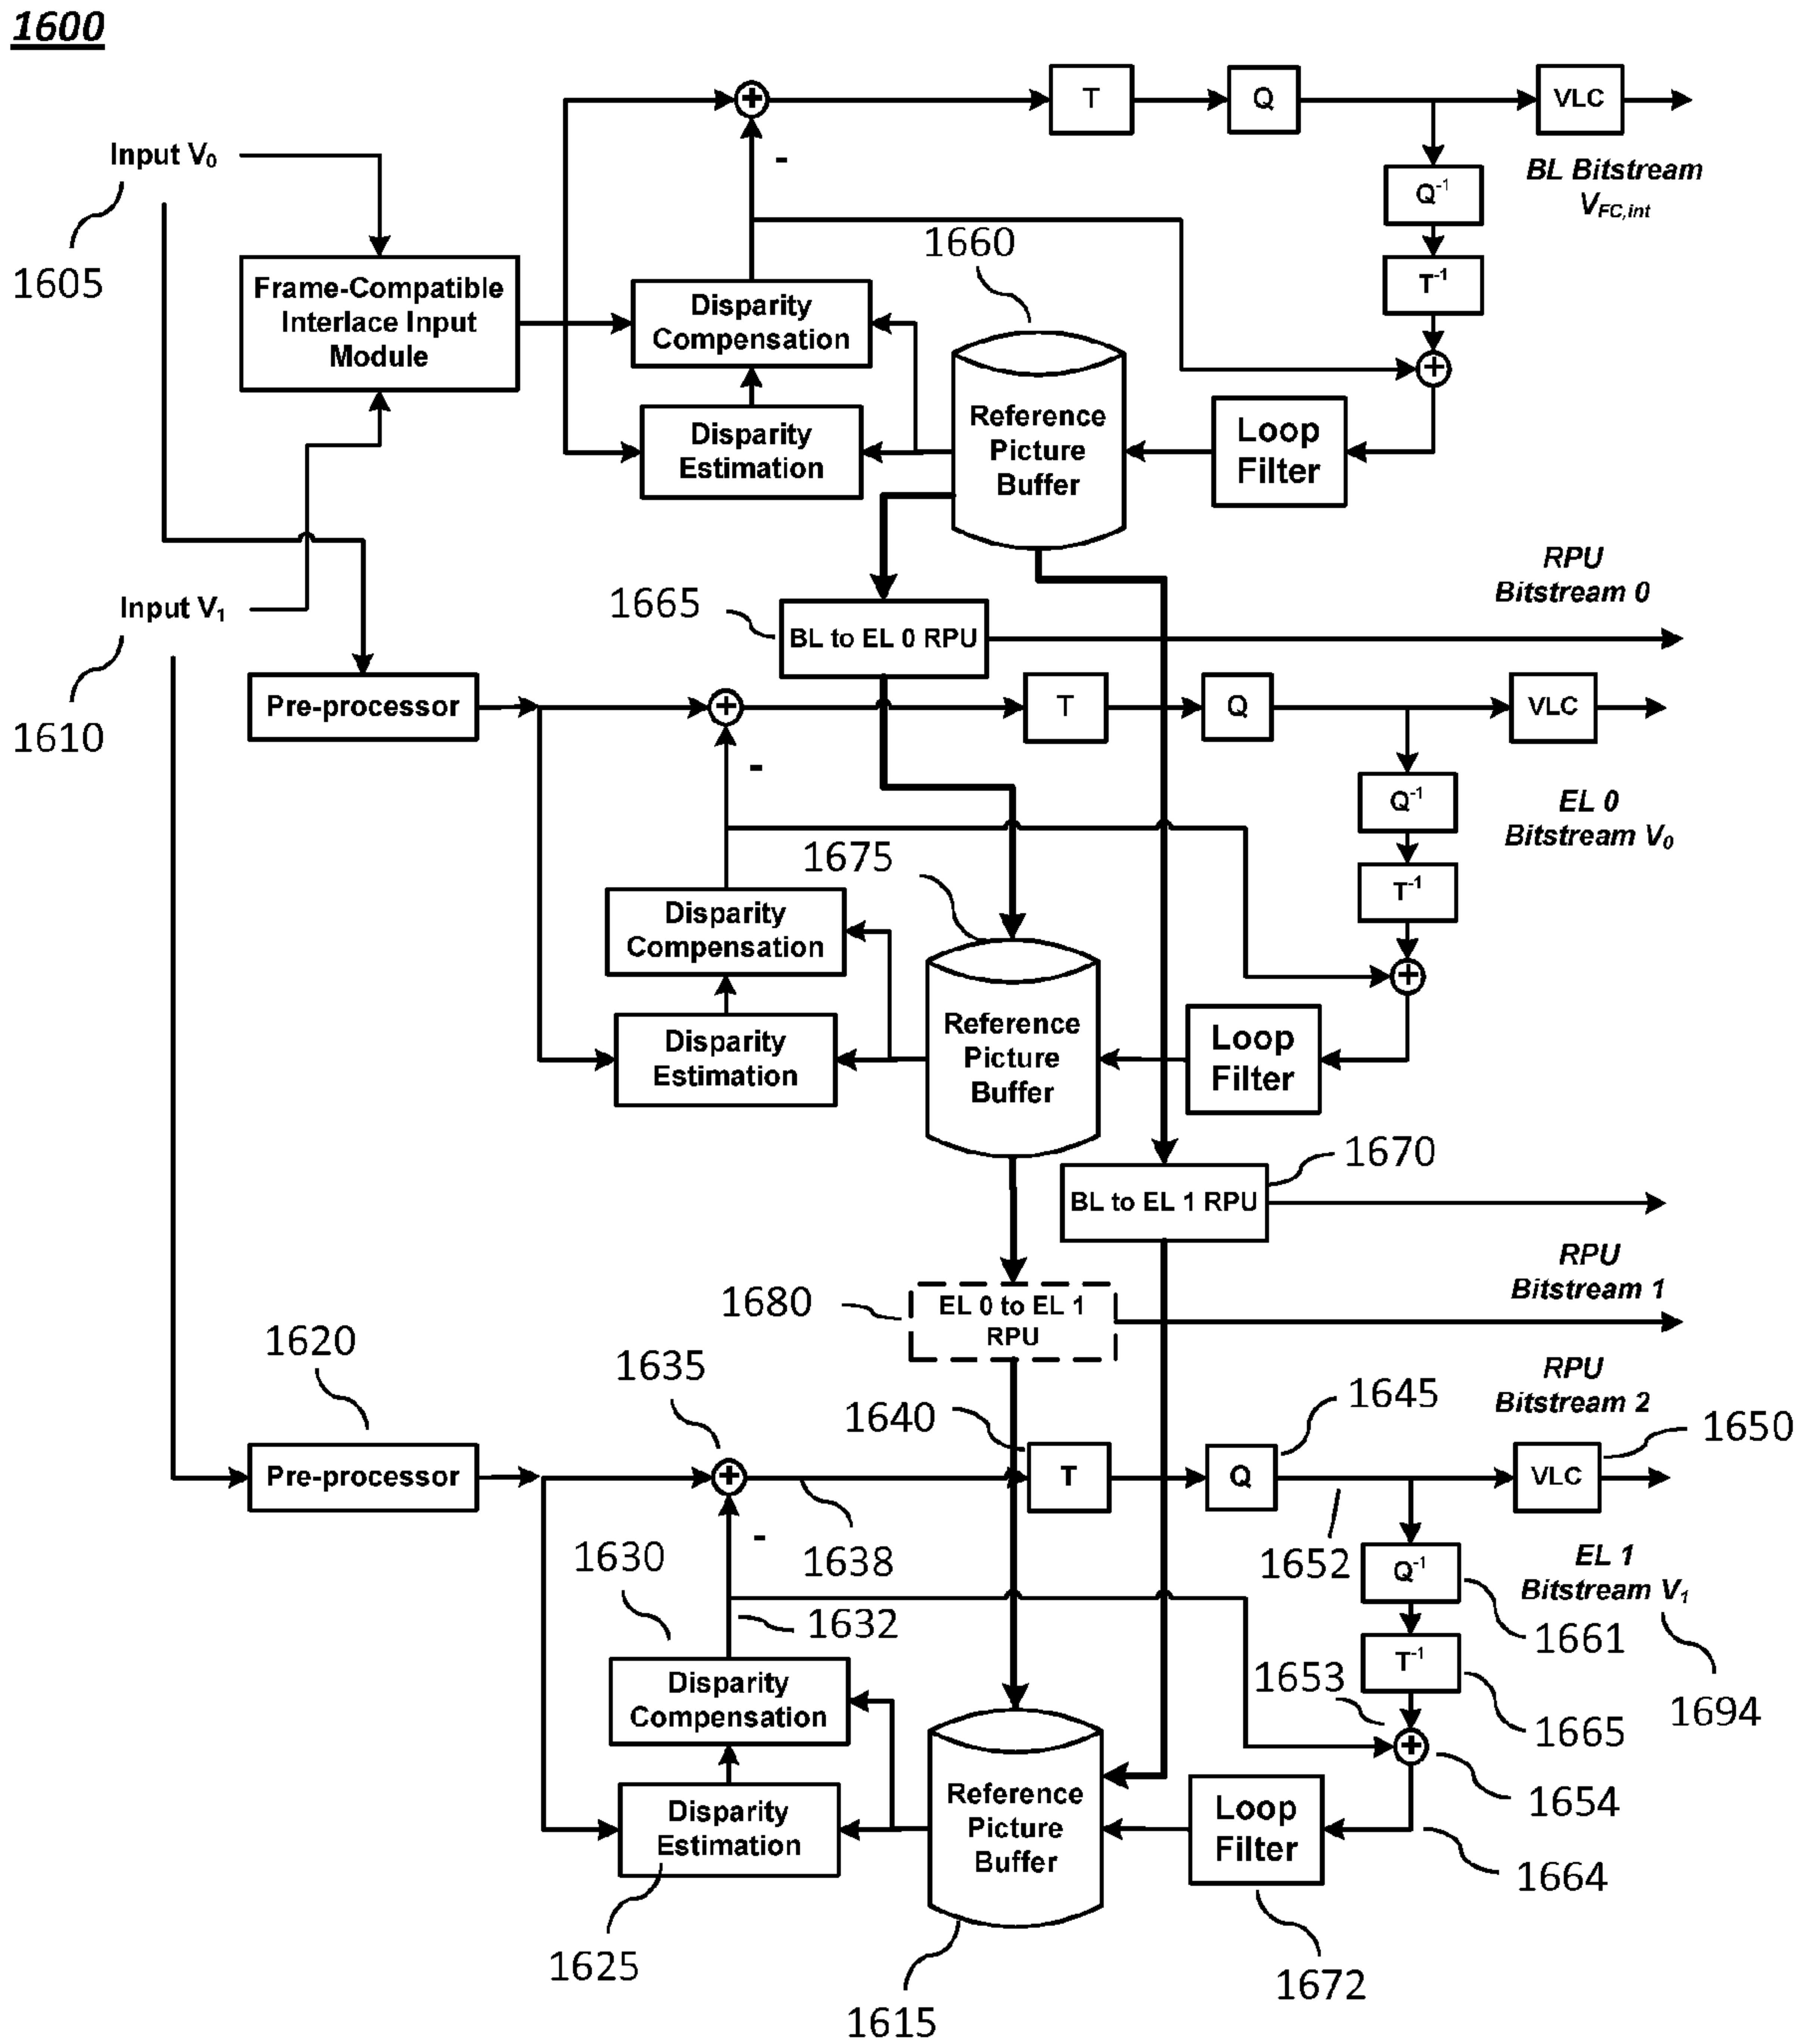 1600
T
Q
VLC
Input V₀
-
BL Bitstream
V_FC,int
Q⁻¹
1660
1605
Frame-Compatible
Interlace Input
Module
Disparity
Compensation
T⁻¹
+
+
Disparity
Estimation
Reference
Picture
Buffer
Loop
Filter
RPU
Bitstream 0
Input V₁
1665
BL to EL 0 RPU
1610
Pre-processor
+
T
Q
VLC
-
Q⁻¹
EL 0
Bitstream V₀
1675
T⁻¹
Disparity
Compensation
+
Disparity
Estimation
Reference
Picture
Buffer
Loop
Filter
1670
BL to EL 1 RPU
RPU
Bitstream 1
1680
EL 0 to EL 1
RPU
1620
1635
RPU
Bitstream 2
1640
1645
1650
Pre-processor
+
T
Q
VLC
-
1630
1638
1652
Q⁻¹
EL 1
Bitstream V₁
1632
1661
1653
T⁻¹
Disparity
Compensation
1665
1694
+
Disparity
Estimation
Reference
Picture
Buffer
Loop
Filter
1654
1664
1625
1672
1615